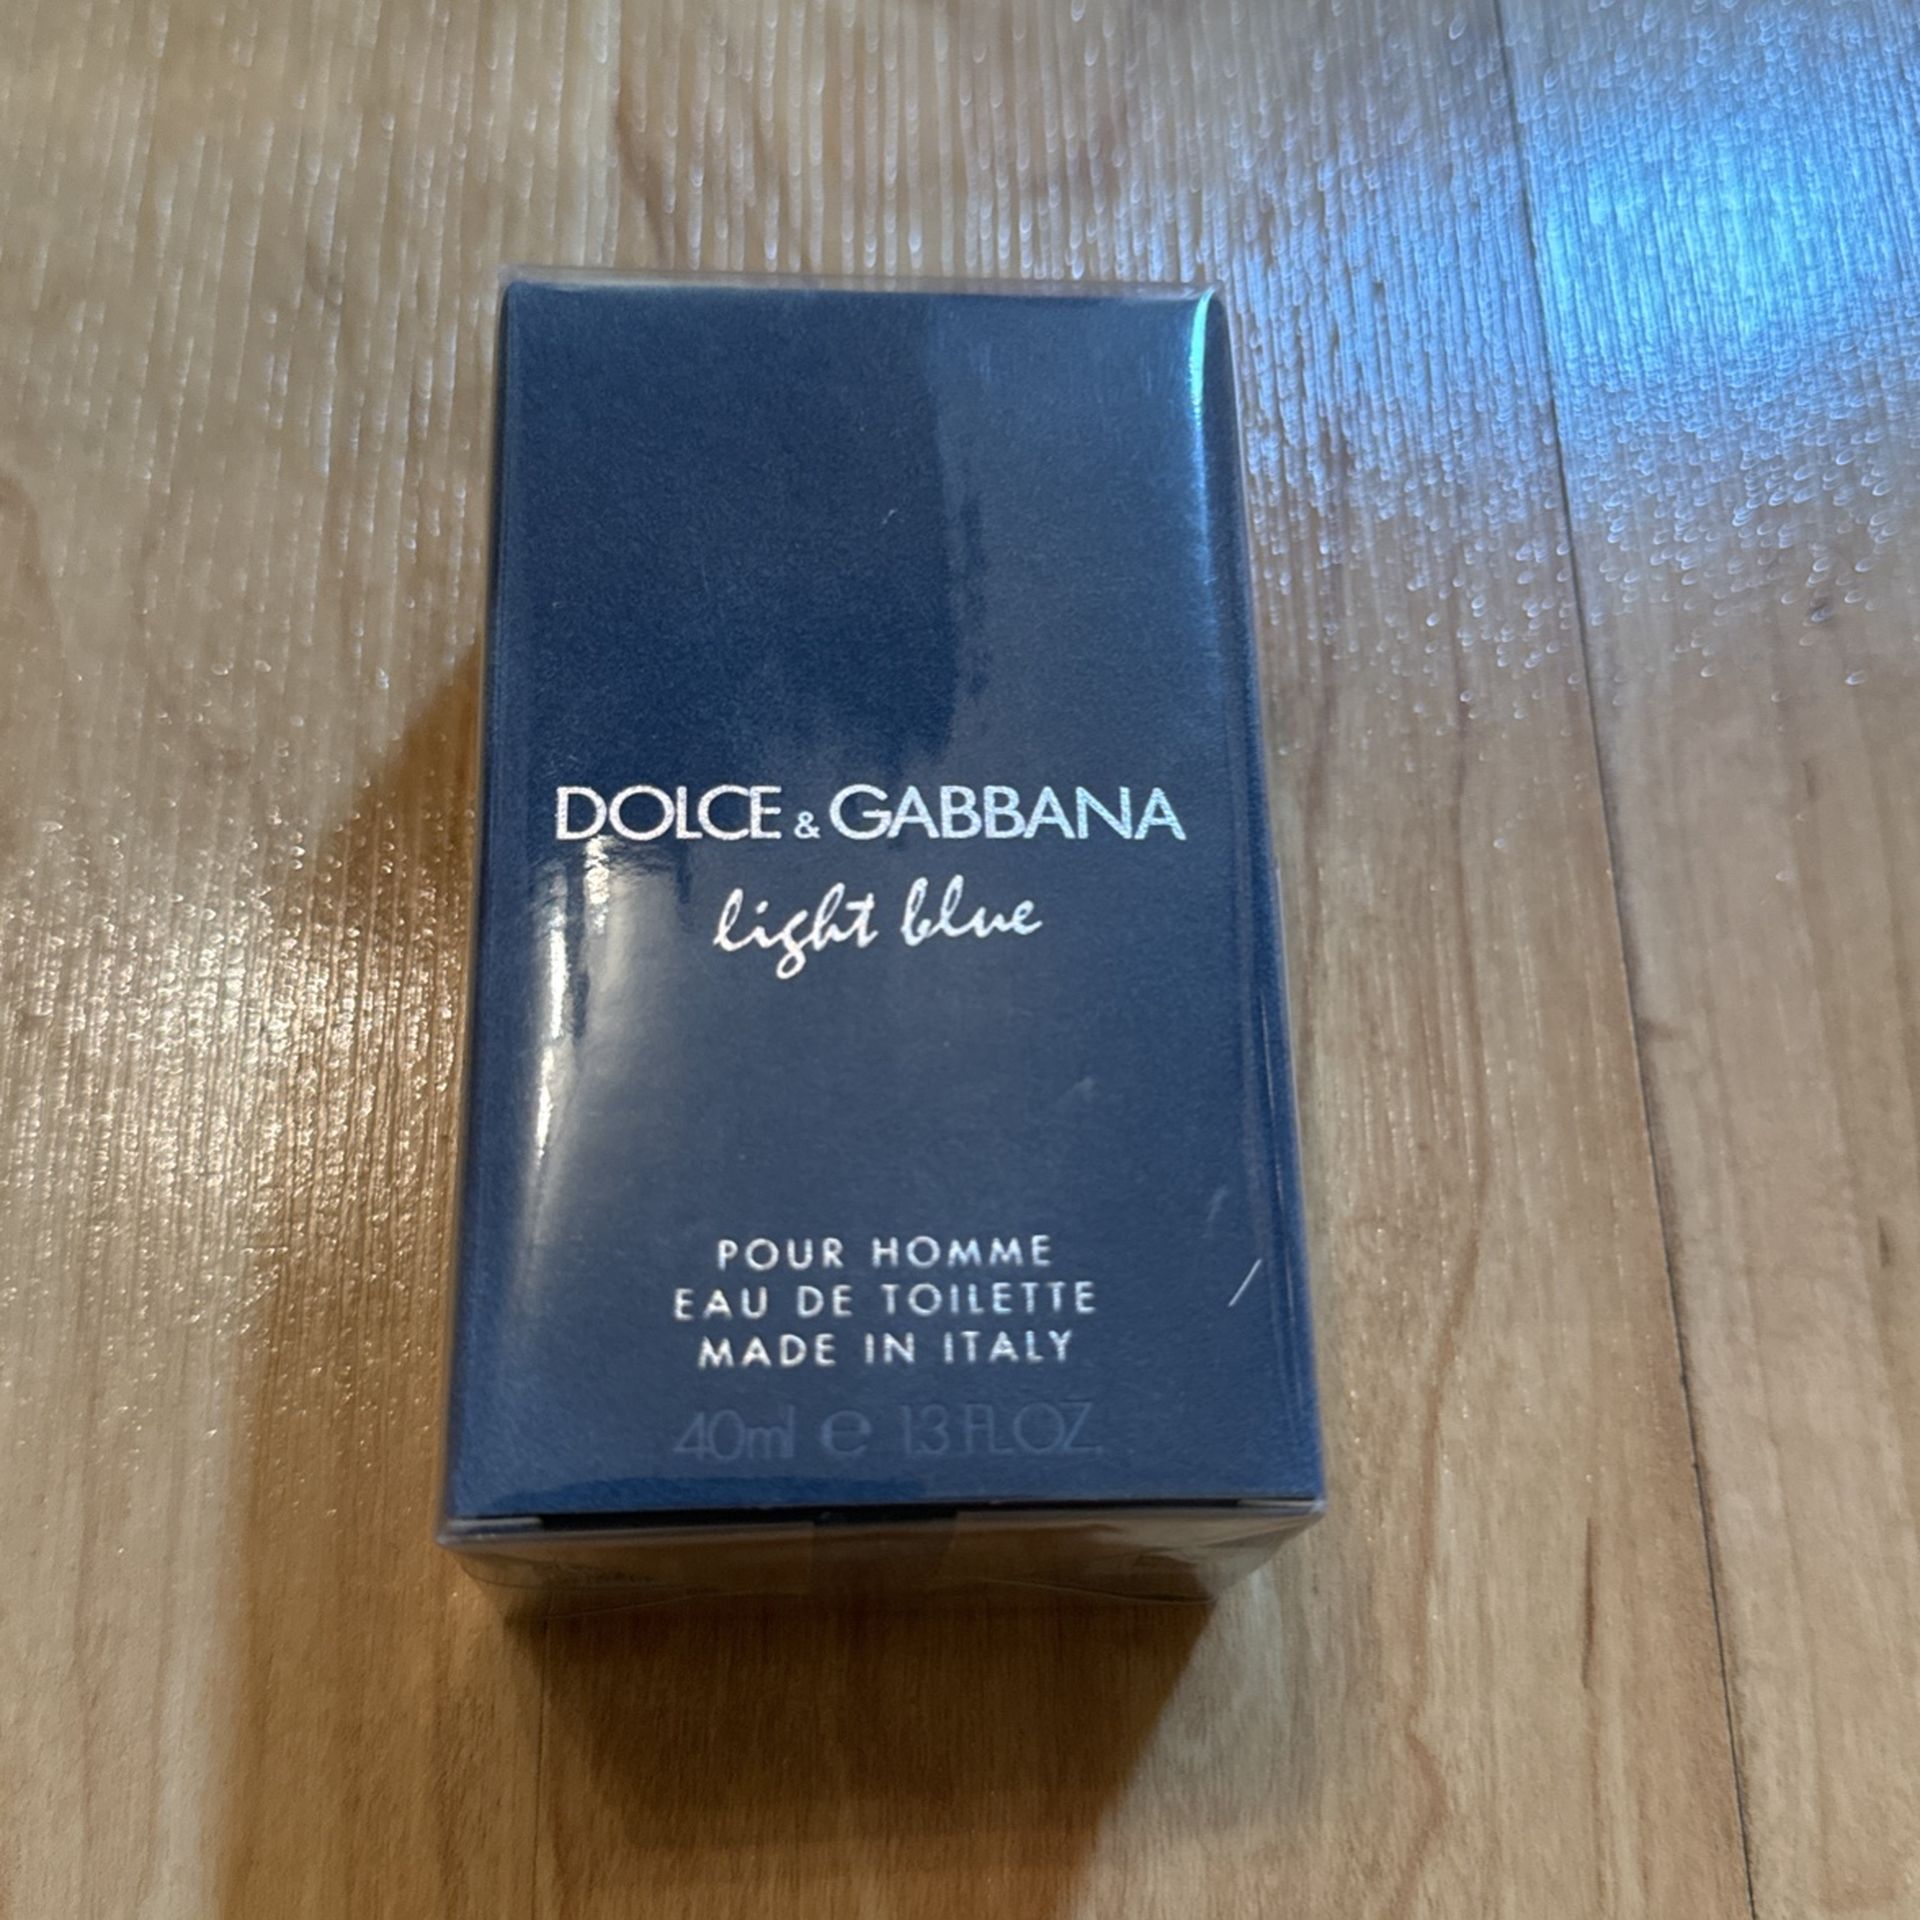 DOLCE & GABBANA
light blue
POUR HOMME
EAU DE TOILETTE
MADE IN ITALY
40ml e 1.3 FL.OZ.